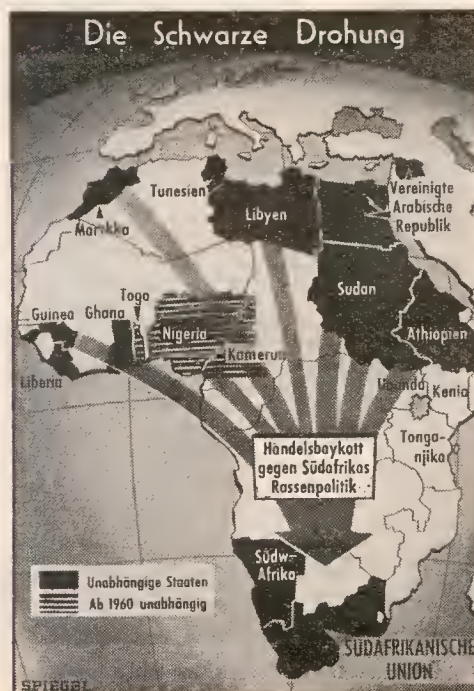 Die Schwarze Drohung
Tunesien
Marokko
Libyen
Vereinigte
Arabische
Republik
Sudan
Togo
Guinea
Ghana
Nigeria
Äthiopien
Kamerun
Liberia
Uganda
Kenia
Tonga-
njika
Handelsboykott
gegen Südafrikas
Rassenpolitik
Südw-
Afrika
Unabhängige Staaten
Ab 1960 unabhängig
SÜDAFRIKANISCHE
UNION
SPIEGEL